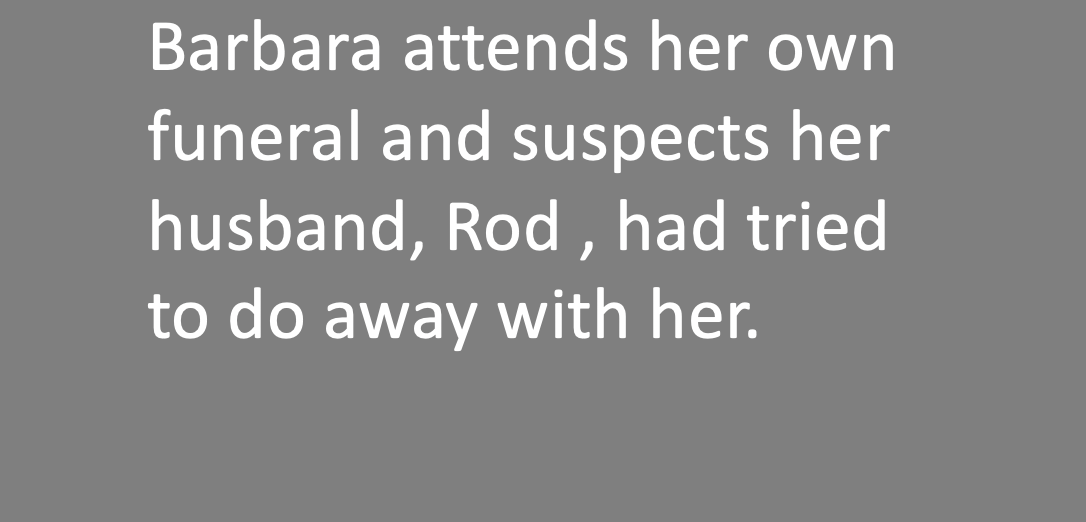 Barbara attends her own
funeral and suspects her
husband, Rod , had tried
to do away with her.